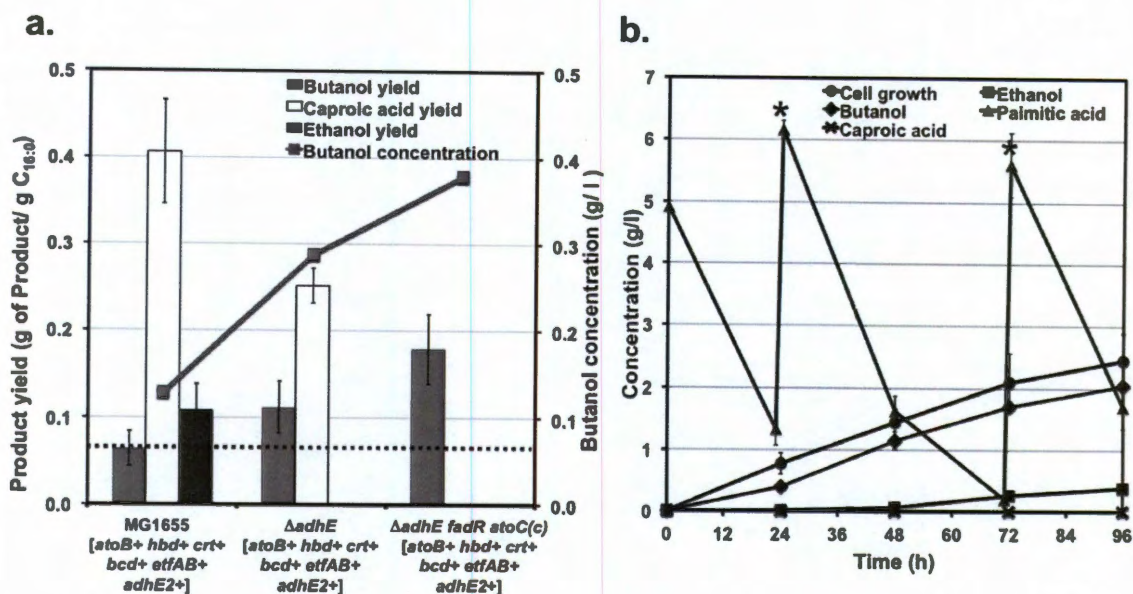 a.
b.
0.5
0.4
0.3
0.2
0.1
0.0
Product yield (g of Product/ g C16:0)
Butanol yield
Caproic acid yield
Ethanol yield
Butanol concentration
0.5
0.4
0.3
0.2
0.1
0.0
Butanol concentration (g/l)
MG1655
[atoB+ hbd+ crt+
bcd+ etfAB+
adhE2+]
ΔadhE
[atoB+ hbd+ crt+
bcd+ etfAB+
adhE2+]
ΔadhE fadR atoC(c)
[atoB+ hbd+ crt+
bcd+ etfAB+
adhE2+]
7
6
5
4
3
2
1
0
Concentration (g/l)
Cell growth
Ethanol
Butanol
Palmitic acid
Caproic acid
*
*
0 12 24 36 48 60 72 84 96
Time (h)